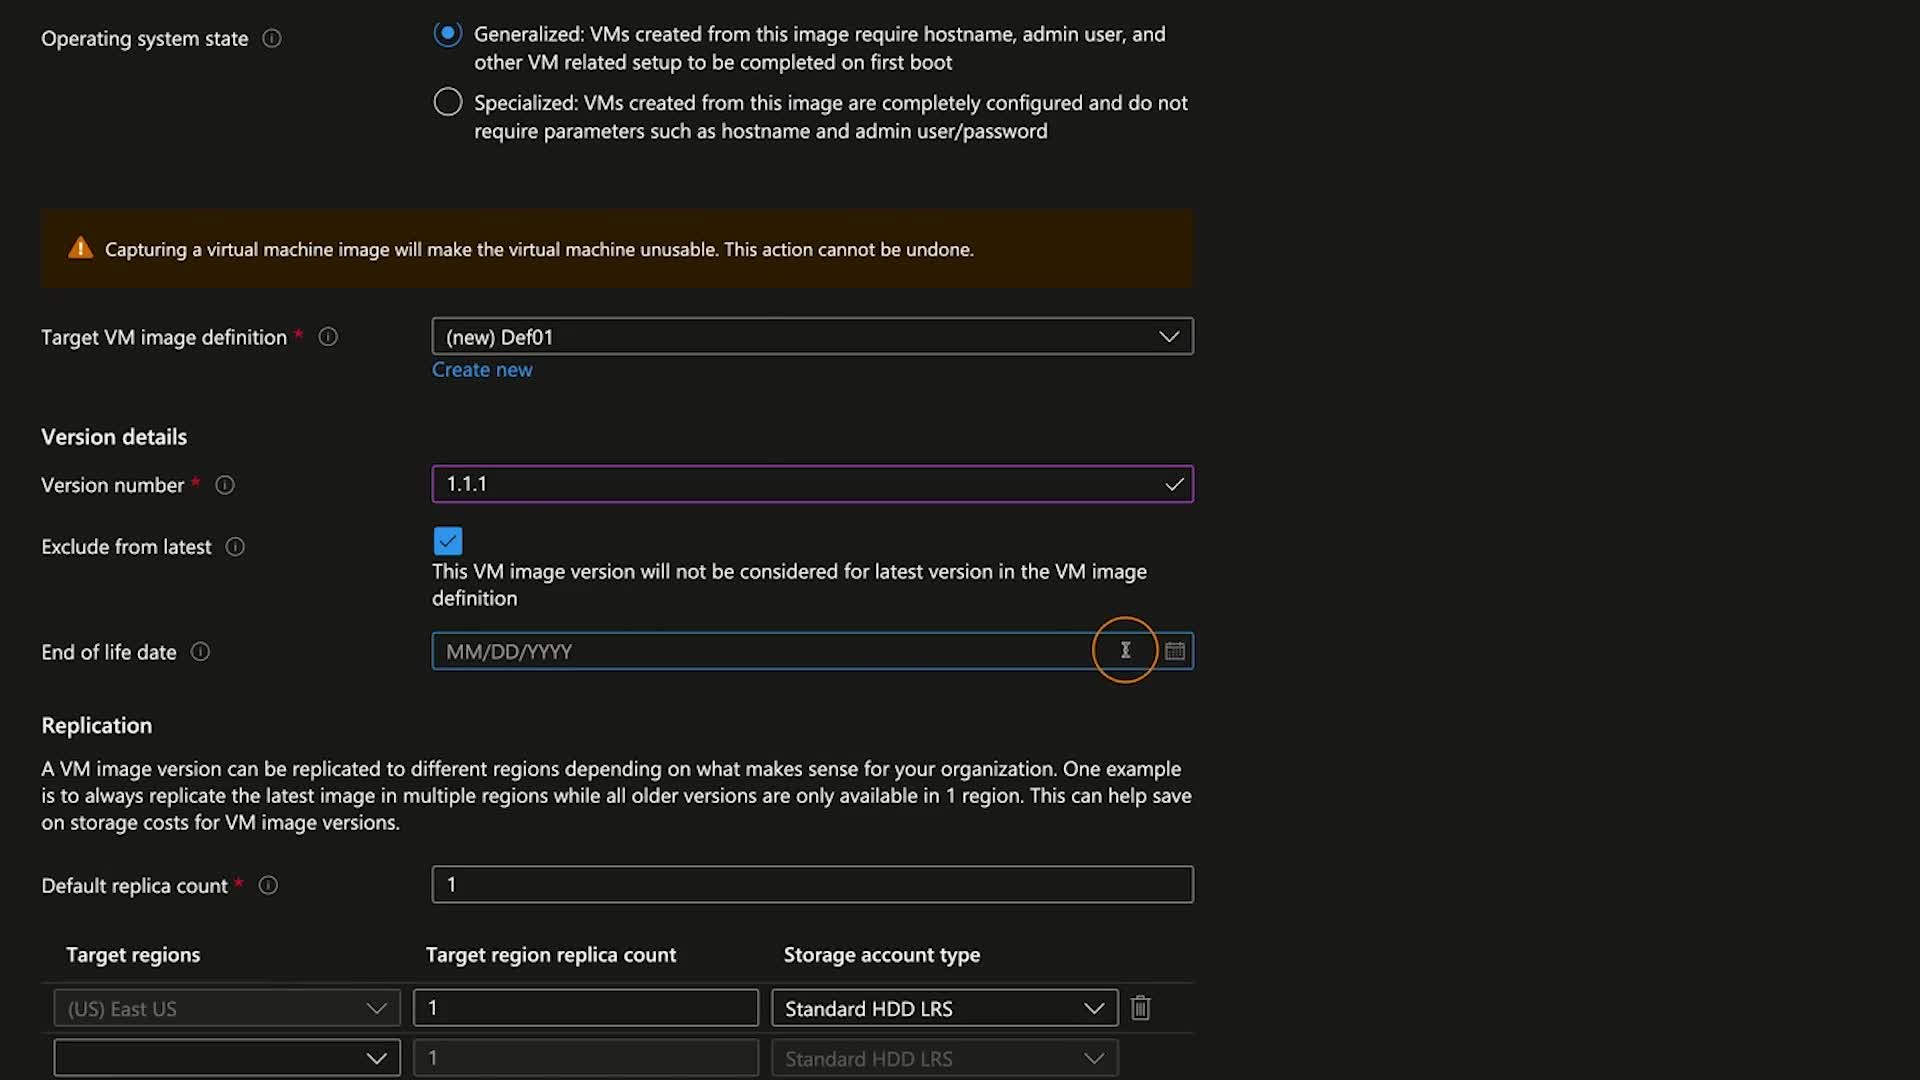 Operating system state
Generalized: VMs created from this image require hostname, admin user, and
other VM related setup to be completed on first boot
Specialized: VMs created from this image are completely configured and do not
require parameters such as hostname and admin user/password
Capturing a virtual machine image will make the virtual machine unusable. This action cannot be undone.
Target VM image definition *
(new) Def01
Create new
Version details
Version number *
1.1.1
Exclude from latest
This VM image version will not be considered for latest version in the VM image
definition
End of life date
MM/DD/YYYY
Replication
A VM image version can be replicated to different regions depending on what makes sense for your organization. One example
is to always replicate the latest image in multiple regions while all older versions are only available in 1 region. This can help save
on storage costs for VM image versions.
Default replica count *
1
Target regions Target region replica count Storage account type
(US) East US 1 Standard HDD LRS
1 Standard HDD LRS